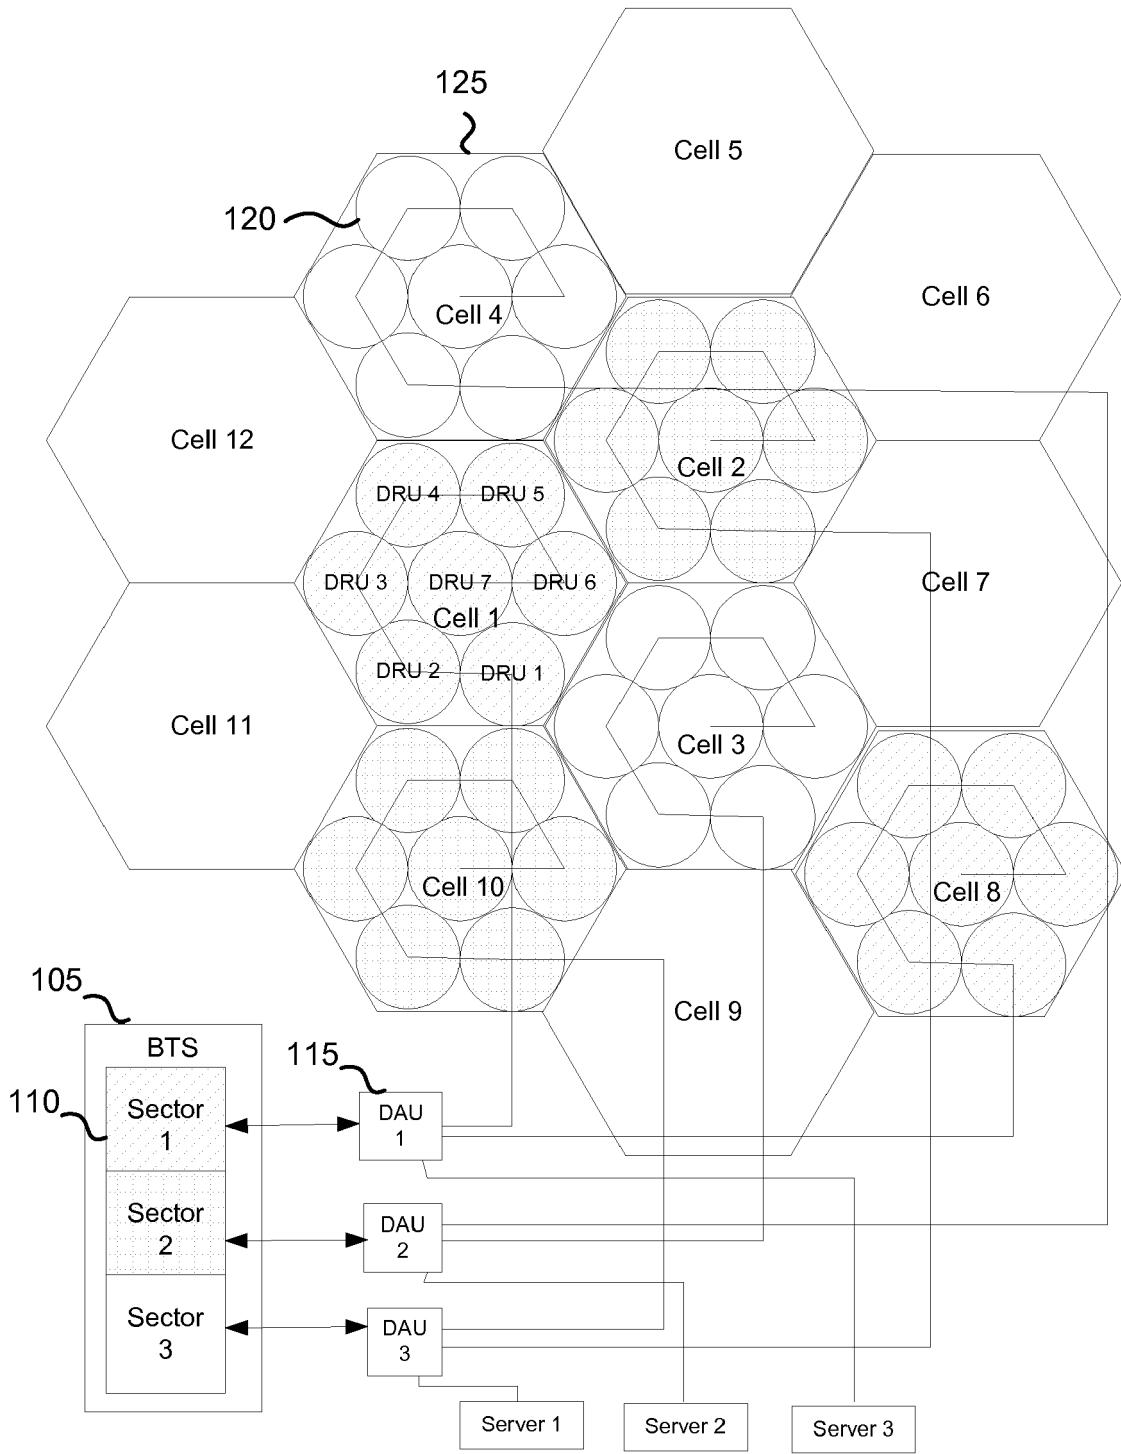 125
Cell 5
120
Cell 6
Cell 4
Cell 12
Cell 2
DRU 4
DRU 5
DRU 3
DRU 7
DRU 6
Cell 7
Cell 1
DRU 2
DRU 1
Cell 11
Cell 3
Cell 10
Cell 8
105
Cell 9
BTS
115
110
Sector
1
DAU
1
Sector
2
DAU
2
Sector
3
DAU
3
Server 1
Server 2
Server 3